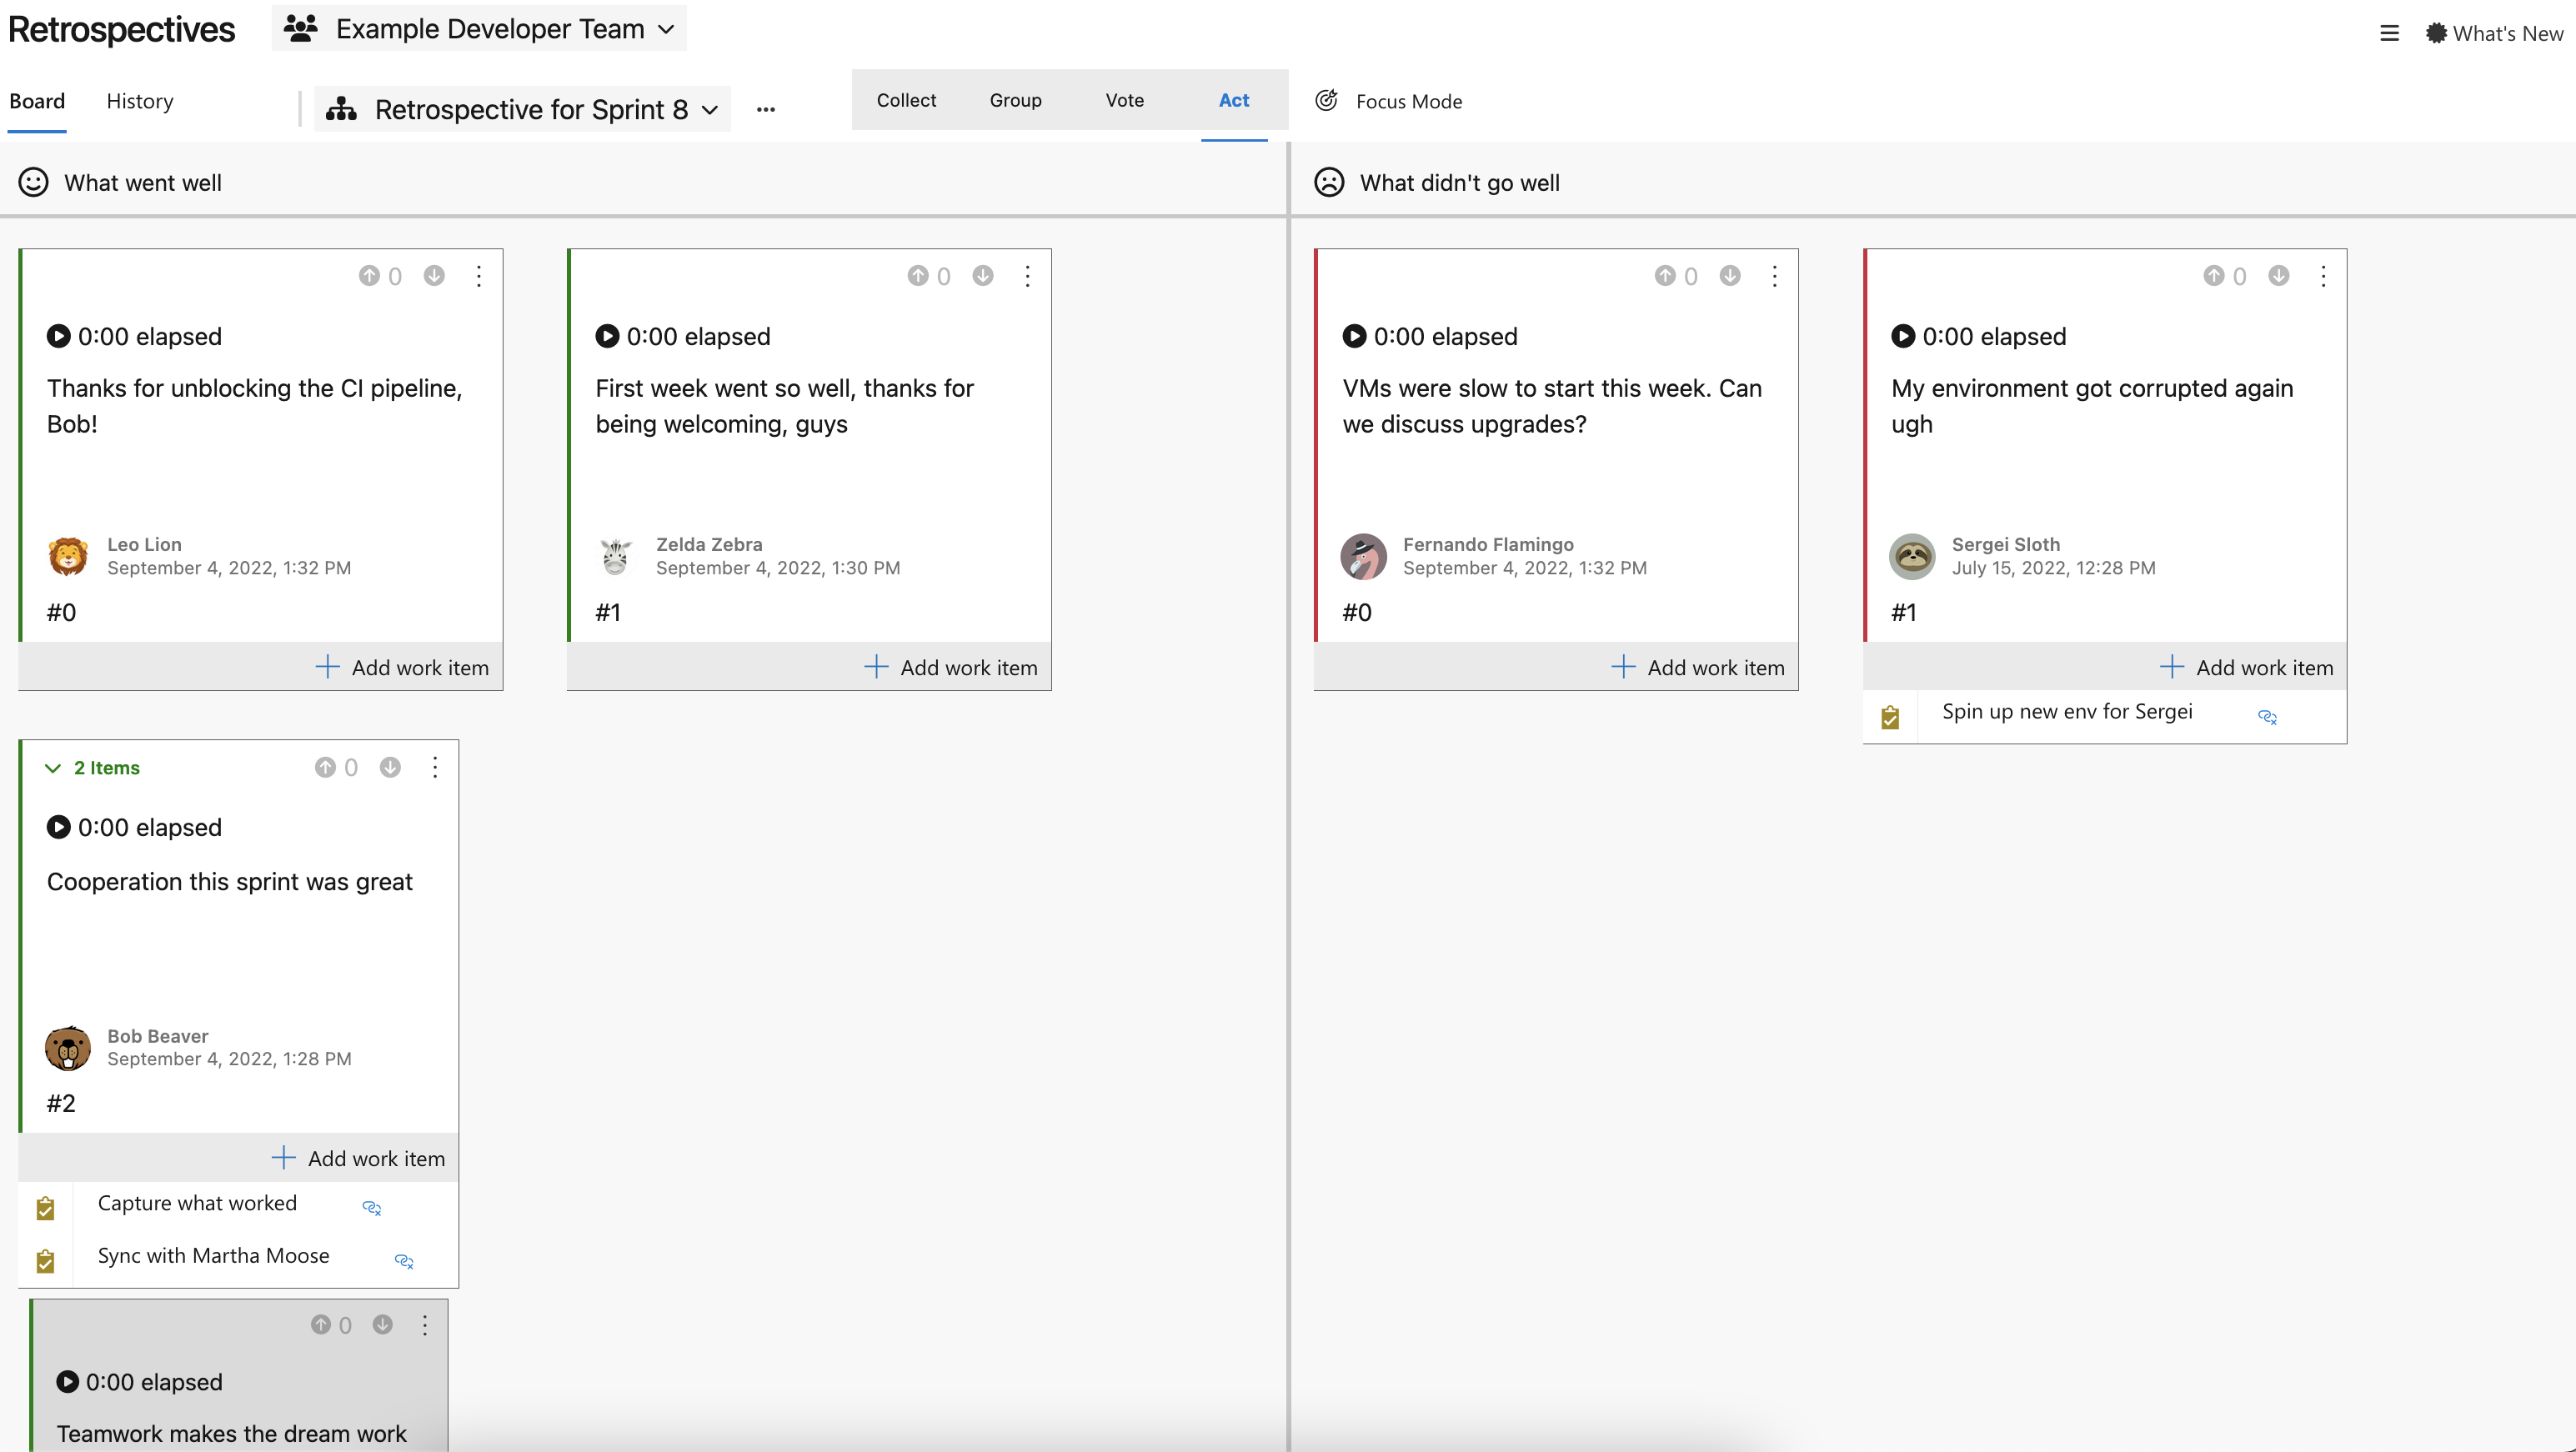 Retrospectives
Example Developer Team
What's New
Board
History
Retrospective for Sprint 8
Collect
Group
Vote
Act
Focus Mode
What went well
0
0:00 elapsed
Thanks for unblocking the CI pipeline,
Bob!
Leo Lion
September 4, 2022, 1:32 PM
#0
Add work item
0
0:00 elapsed
First week went so well, thanks for
being welcoming, guys
Zelda Zebra
September 4, 2022, 1:30 PM
#1
Add work item
2 Items
0
0:00 elapsed
Cooperation this sprint was great
Bob Beaver
September 4, 2022, 1:28 PM
#2
Add work item
Capture what worked
Sync with Martha Moose
0
0:00 elapsed
Teamwork makes the dream work
What didn't go well
0
0:00 elapsed
VMs were slow to start this week. Can
we discuss upgrades?
Fernando Flamingo
September 4, 2022, 1:32 PM
#0
Add work item
0
0:00 elapsed
My environment got corrupted again
ugh
Sergei Sloth
July 15, 2022, 12:28 PM
#1
Add work item
Spin up new env for Sergei